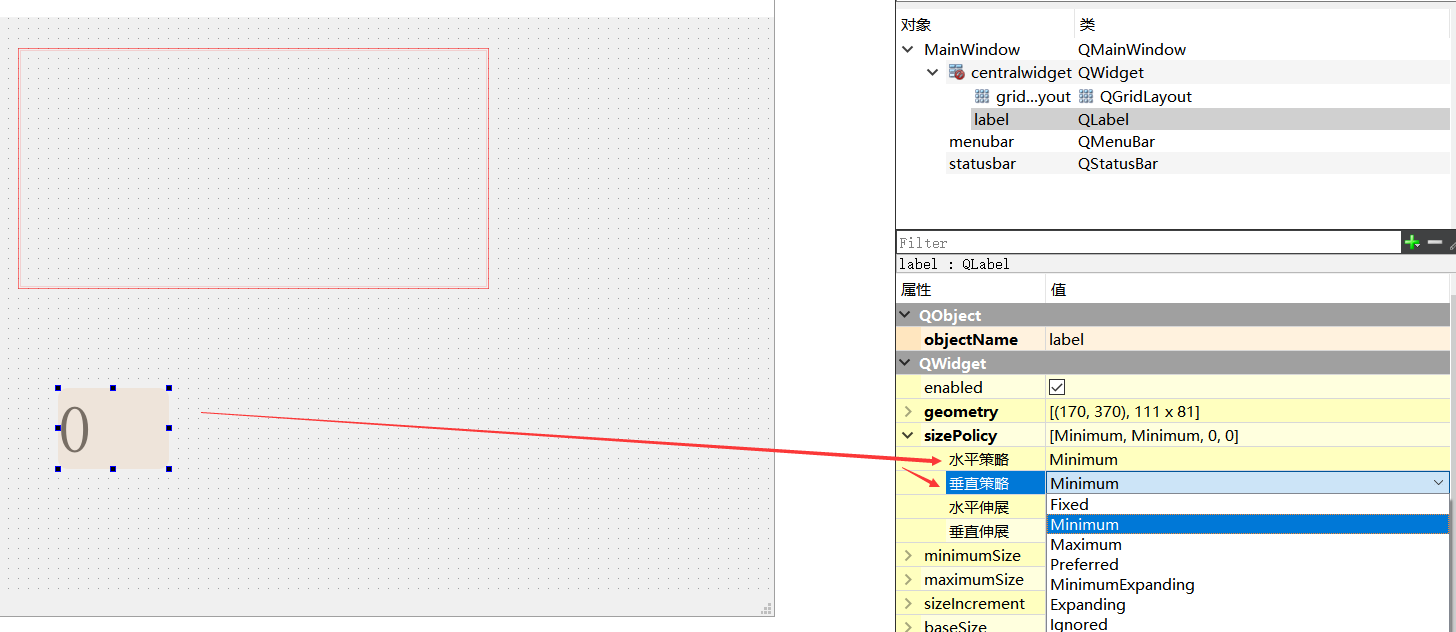 对象 类
MainWindow QMainWindow
centralwidget QWidget
grid...yout QGridLayout
label QLabel
menubar QMenuBar
statusbar QStatusBar
Filter
label : QLabel
属性 值
QObject
objectName label
QWidget
enabled
geometry [(170, 370), 111 x 81]
sizePolicy [Minimum, Minimum, 0, 0]
水平策略 Minimum
垂直策略 Minimum
水平伸展 Fixed
Minimum
垂直伸展 Maximum
minimumSize Preferred
maximumSize MinimumExpanding
sizeIncrement Expanding
baseSize Ignored
0